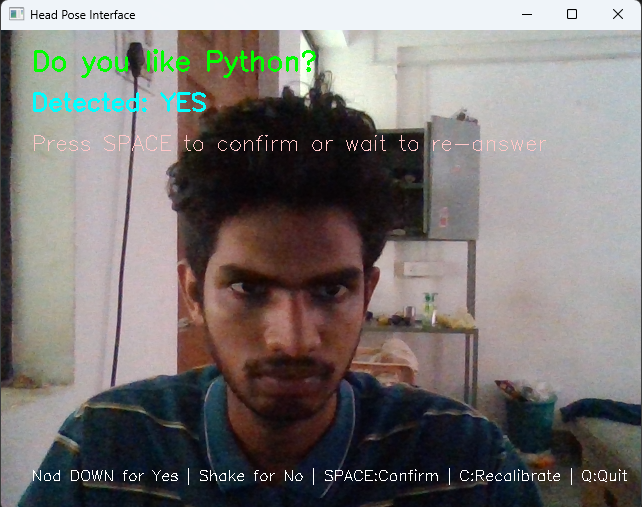 Head Pose Interface
Do you like Python?
Detected: YES
Press SPACE to confirm or wait to re-answer
Nod DOWN for Yes | Shake for No | SPACE:Confirm | C:Recalibrate | Q:Quit